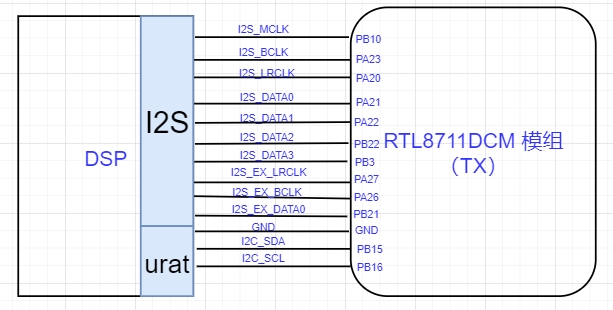 I2S_MCLK
PB10
I2S_BCLK
PA23
I2S_LRCLK
PA20
I2S_DATA0
PA21
I2S
I2S_DATA1
PA22
I2S_DATA2
PB22
RTL8711DCM 模组
DSP
I2S_DATA3
PB3
（TX）
I2S_EX_LRCLK
PA27
I2S_EX_BCLK
PA26
I2S_EX_DATA0
PB21
GND
GND
I2C_SDA
PB15
urat
I2C_SCL
PB16